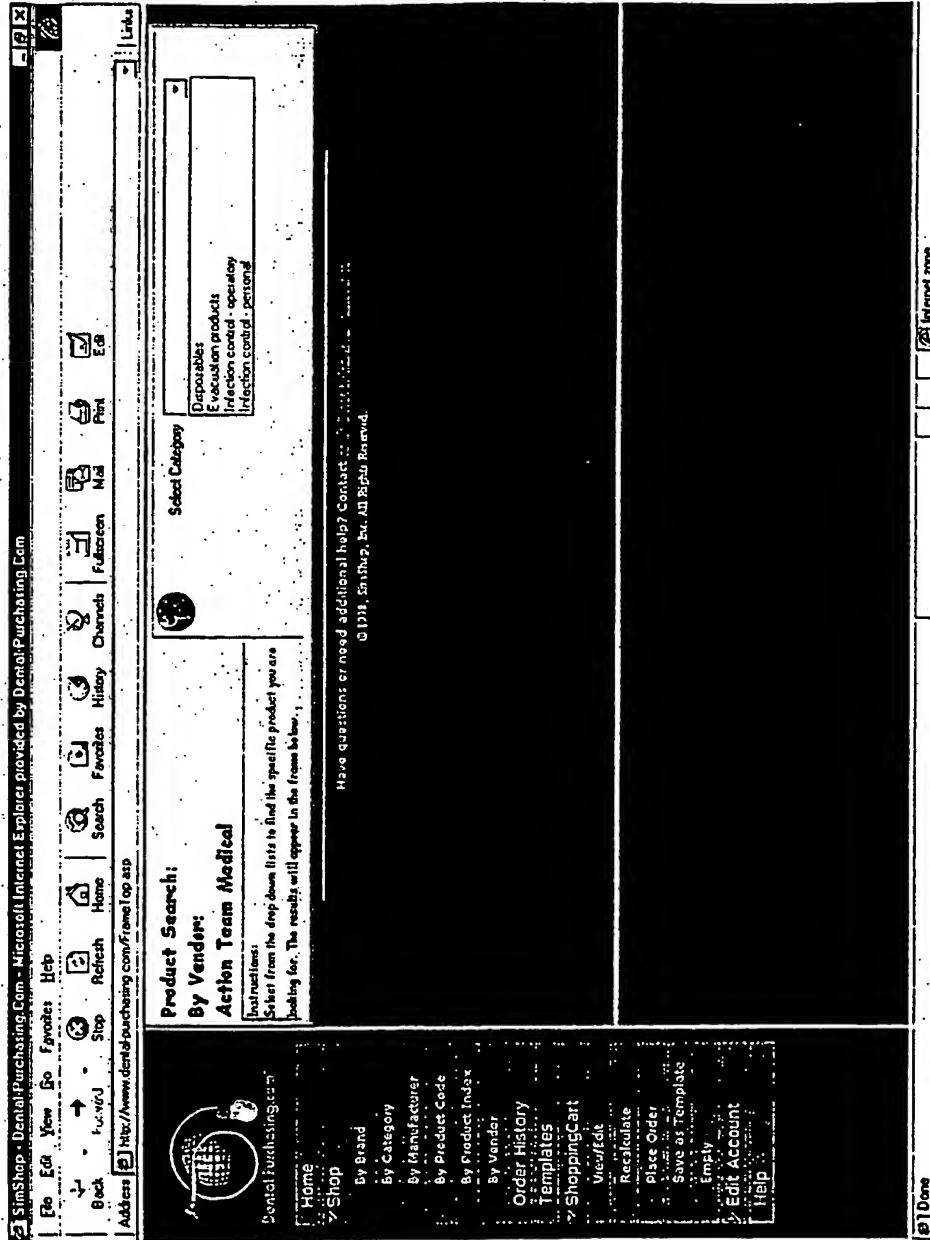 SimShop - Dental-Purchasing.Com - Microsoft Internet Explorer provided by Dental-Purchasing.Com
File Edit View Go Favorites Help
Back Forward Stop Refresh Home Search Favorites History Channels Fullscreen Mail Print Edit
Address http://www.dental-purchasing.com/FrameTop.asp Links
DentalPurchasing.com
Home
Shop
By Brand
By Category
By Manufacturer
By Product Code
By Product Index
By Vendor
Order History
Templates
ShoppingCart
View/Edit
Recalculate
Place Order
Save as Template
Empty
Edit Account
Help
Product Search:
By Vendor:
Action Team Medical
Instructions:
Select from the drop down lists to find the specific product you are
looking for. The results will appear in the frame below.
Select Category
Disposables
Evacuation products
Infection control - operatory
Infection control - personal
Have questions or need additional help? Contact
© 1998, SimShop, Inc. All Rights Reserved.
Done Internet zone